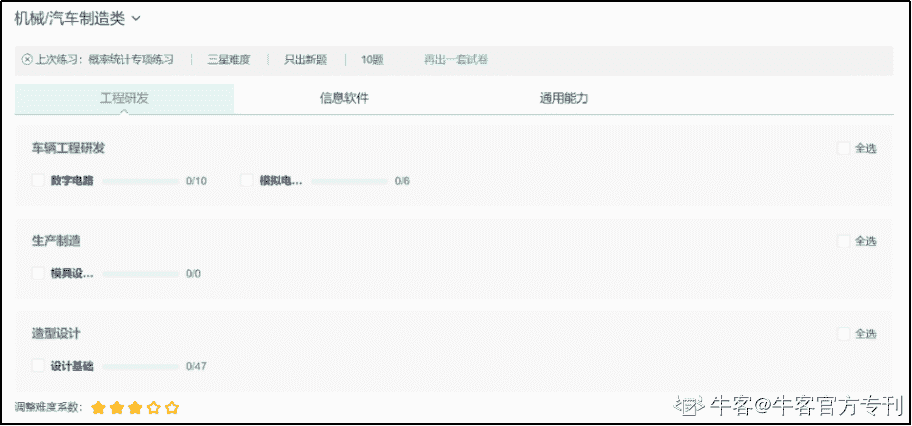 机械/汽车制造类
上次练习：概率统计专项练习 三星难度 只出新题 10题 再出一套试卷
工程研发 信息软件 通用能力
车辆工程研发 全选
数字电路 0/10 模拟电... 0/6
生产制造 全选
模具设... 0/0
造型设计 全选
设计基础 0/47
调整难度系数：
牛客@牛客官方专刊